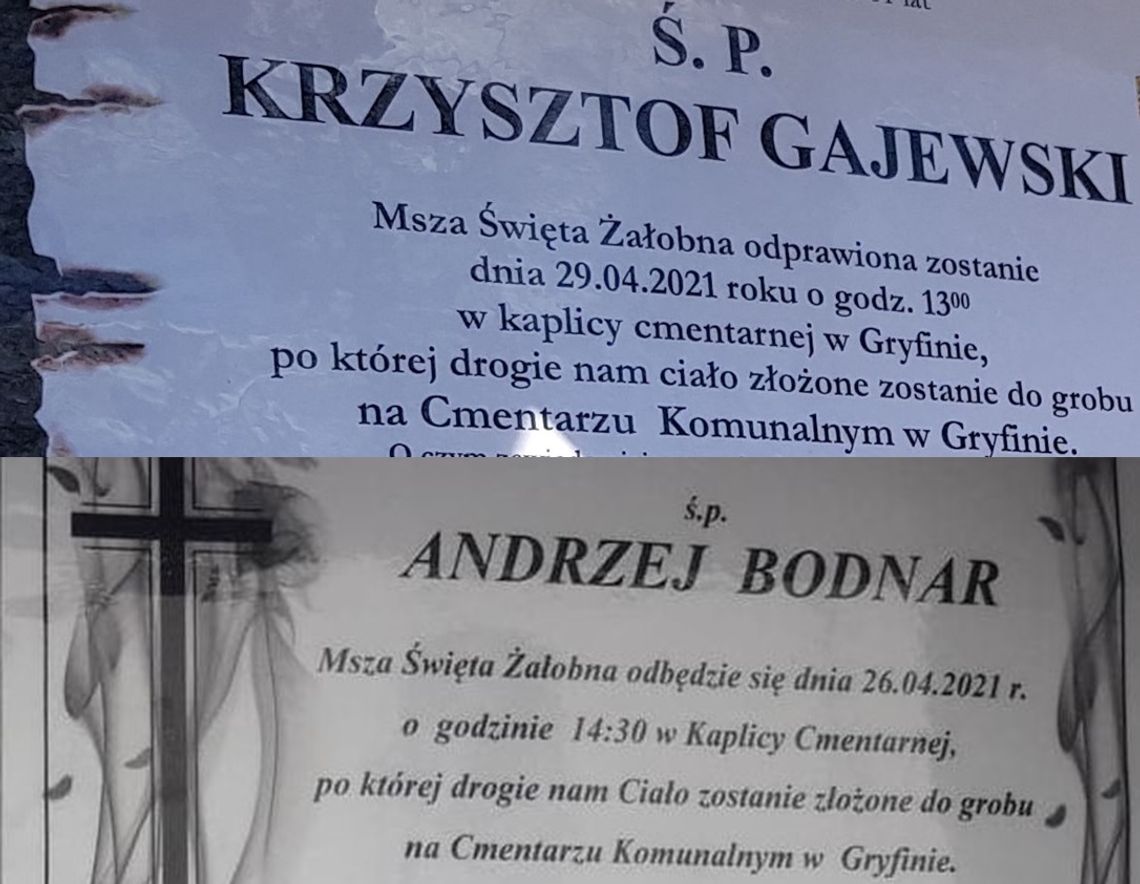 lat
Ś. P.
KRZYSZTOF GAJEWSKI
Msza Święta Żałobna odprawiona zostanie
dnia 29.04.2021 roku o godz. 13⁰⁰
w kaplicy cmentarnej w Gryfinie,
po której drogie nam ciało złożone zostanie do grobu
na Cmentarzu Komunalnym w Gryfinie.
O czym
ś.p.
ANDRZEJ BODNAR
Msza Święta Żałobna odbędzie się dnia 26.04.2021 r.
o godzinie 14:30 w Kaplicy Cmentarnej,
po której drogie nam Ciało zostanie złożone do grobu
na Cmentarzu Komunalnym w Gryfinie.